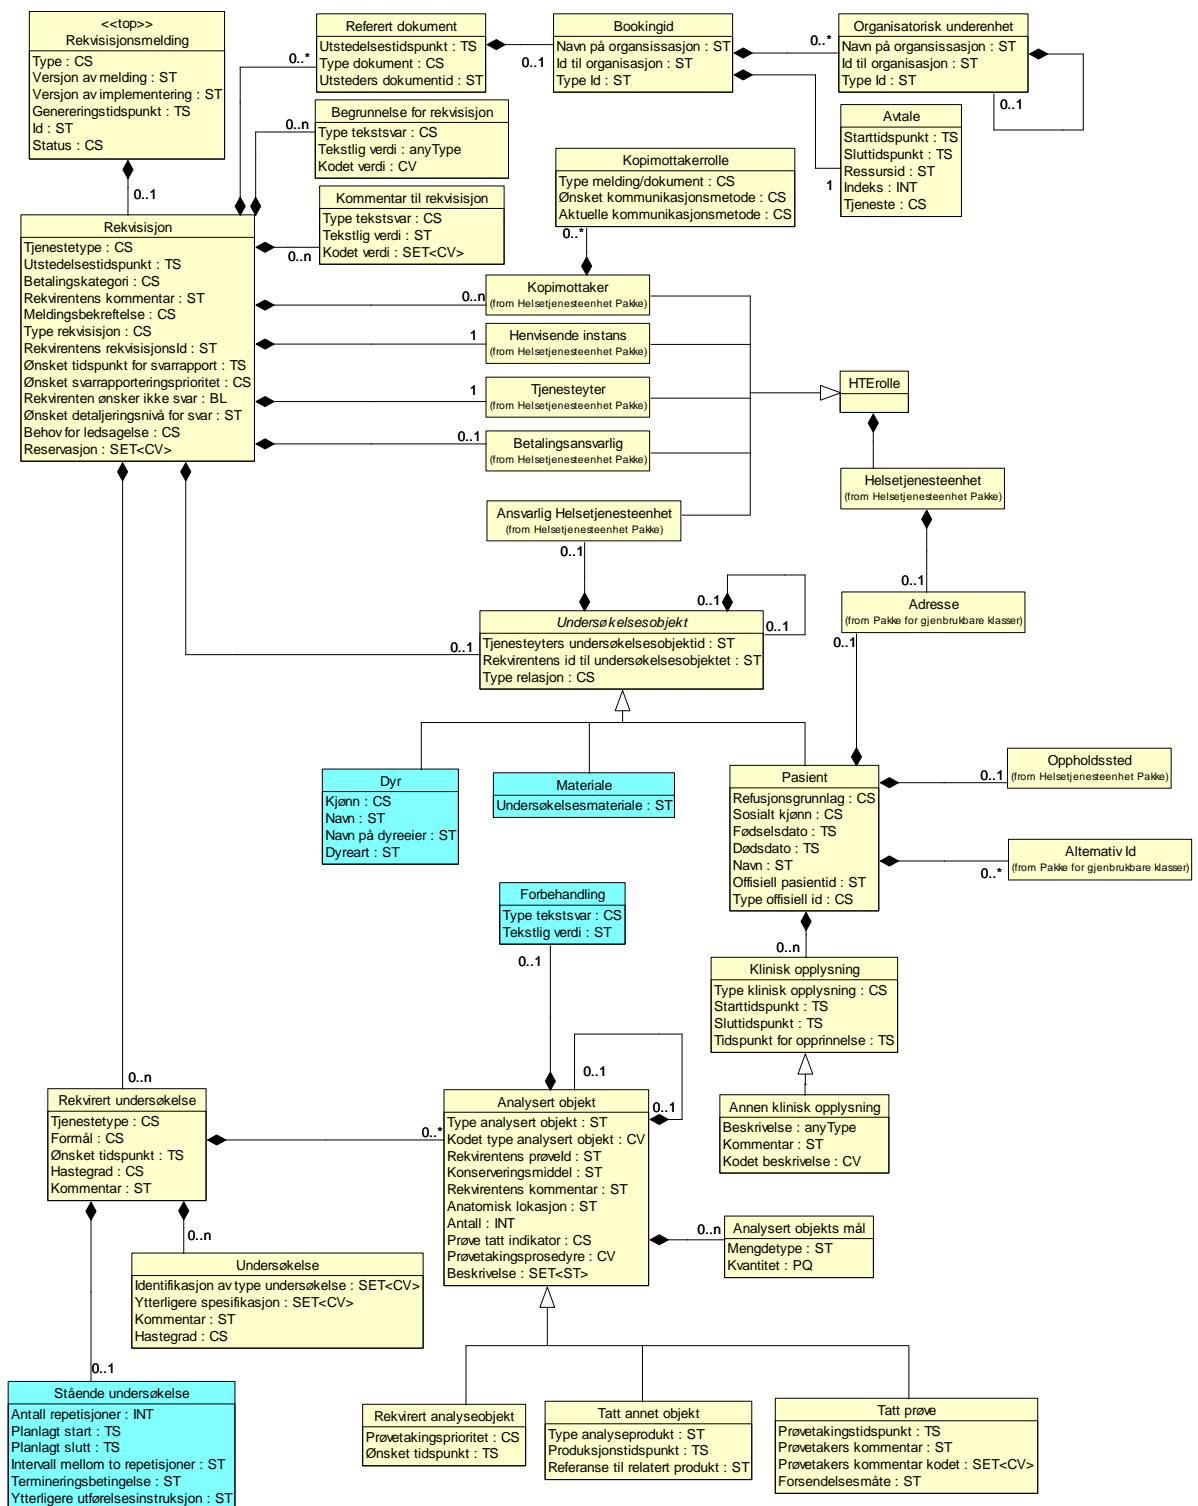 <<top>>
Rekvisisjonsmelding
Type : CS
Versjon av melding : ST
Versjon av implementering : ST
Genereringstidspunkt : TS
Id : ST
Status : CS
0..1
Referert dokument
Utstedelsestidspunkt : TS
Type dokument : CS
Utsteders dokumentid : ST
0..*
0..1
Bookingid
Navn på organsissasjon : ST
Id til organisasjon : ST
Type Id : ST
0..*
Organisatorisk underenhet
Navn på orgnissasjon : ST
Id til organisasjon : ST
Type Id : ST
0..1
Begrunnelse for rekvisisjon
Type tekstsvar : CS
Tekstlig verdi : anyType
Kodet verdi : CV
0..n
Avtale
Starttidspunkt : TS
Sluttidspunkt : TS
Ressursid : ST
Indeks : INT
Tjeneste : CS
1
Kopimottakerrolle
Type melding/dokument : CS
Ønsket kommunikasjonsmetode : CS
Aktuelle kommunikasjonsmetode : CS
0..*
Kommentar til rekvisisjon
Type tekstsvar : CS
Tekstlig verdi : ST
Kodet verdi : SET<CV>
0..n
Rekvisisjon
Tjenestetype : CS
Utstedelsestidspunkt : TS
Betalingskategori : CS
Rekvirentens kommentar : ST
Meldingsbekreftelse : CS
Type rekvisisjon : CS
Rekvirentens rekvisisjonsId : ST
Ønsket tidspunkt for svarrapport : TS
Ønsket svarrapporteringsprioritet : CS
Rekvirenten ønsker ikke svar : BL
Ønsket detaljeringsnivå for svar : ST
Behov for ledsagelse : CS
Reservasjon : SET<CV>
0..n
Kopimottaker
(from Helsetjenesteenhet Pakke)
1
Henvisende instans
(from Helsetjenesteenhet Pakke)
1
Tjenesteyter
(from Helsetjenesteenhet Pakke)
0..1
Betalingsansvarlig
(from Helsetjenesteenhet Pakke)
HTErolle
Helsetjenesteenhet
(from Helsetjenesteenhet Pakke)
Ansvarlig Helsetjenesteenhet
(from Helsetjenesteenhet Pakke)
0..1
0..1
Adresse
(from Pakke for gjenbrukbare klasser)
0..1
0..1
0..1
Undersøkelsesobjekt
Tjenesteyters undersøkelsesobjektid : ST
Rekvirentens id til undersøkelsesobjektet : ST
Type relasjon : CS
0..1
Dyr
Kjønn : CS
Navn : ST
Navn på dyreeier : ST
Dyreart : ST
Materiale
Undersøkelsesmateriale : ST
Pasient
Refusjonsgrunnlag : CS
Sosialt kjønn : CS
Fødselsdato : TS
Dødsdato : TS
Navn : ST
Offisiell pasientid : ST
Type offisiell id : CS
0..1
Oppholdssted
(from Helsetjenesteenhet Pakke)
0..*
Alternativ Id
(from Pakke for gjenbrukbare klasser)
Forbehandling
Type tekstsvar : CS
Tekstlig verdi : ST
0..1
0..n
Klinisk opplysning
Type klinisk opplysning : CS
Starttidspunkt : TS
Sluttidspunkt : TS
Tidspunkt for opprinnelse : TS
Annen klinisk opplysning
Beskrivelse : anyType
Kommentar : ST
Kodet beskrivelse : CV
0..n
Rekvirert undersøkelse
Tjenestetype : CS
Formål : CS
Ønsket tidspunkt : TS
Hastegrad : CS
Kommentar : ST
0..*
0..1
0..1
Analysert objekt
Type analysert objekt : ST
Kodet type analysert objekt : CV
Rekvirentens prøveId : ST
Konserveringsmiddel : ST
Rekvirentens kommentar : ST
Anatomisk lokasjon : ST
Antall : INT
Prøve tatt indikator : CS
Prøvetakingsprosedyre : CV
Beskrivelse : SET<ST>
0..n
Analysert objekts mål
Mengdetype : ST
Kvantitet : PQ
0..n
Undersøkelse
Identifikasjon av type undersøkelse : SET<CV>
Ytterligere spesifikasjon : SET<CV>
Kommentar : ST
Hastegrad : CS
0..1
Stående undersøkelse
Antall repetisjoner : INT
Planlagt start : TS
Planlagt slutt : TS
Intervall mellom to repetisjoner : ST
Termineringsbetingelse : ST
Ytterligere utførelsesinstruksjon : ST
Rekvirert analyseobjekt
Prøvetakingsprioritet : CS
Ønsket tidspunkt : TS
Tatt annet objekt
Type analyseprodukt : ST
Produksjonstidspunkt : TS
Referanse til relatert produkt : ST
Tatt prøve
Prøvetakingstidspunkt : TS
Prøvetakers kommentar : ST
Prøvetakers kommentar kodet : SET<CV>
Forsendelsesmåte : ST